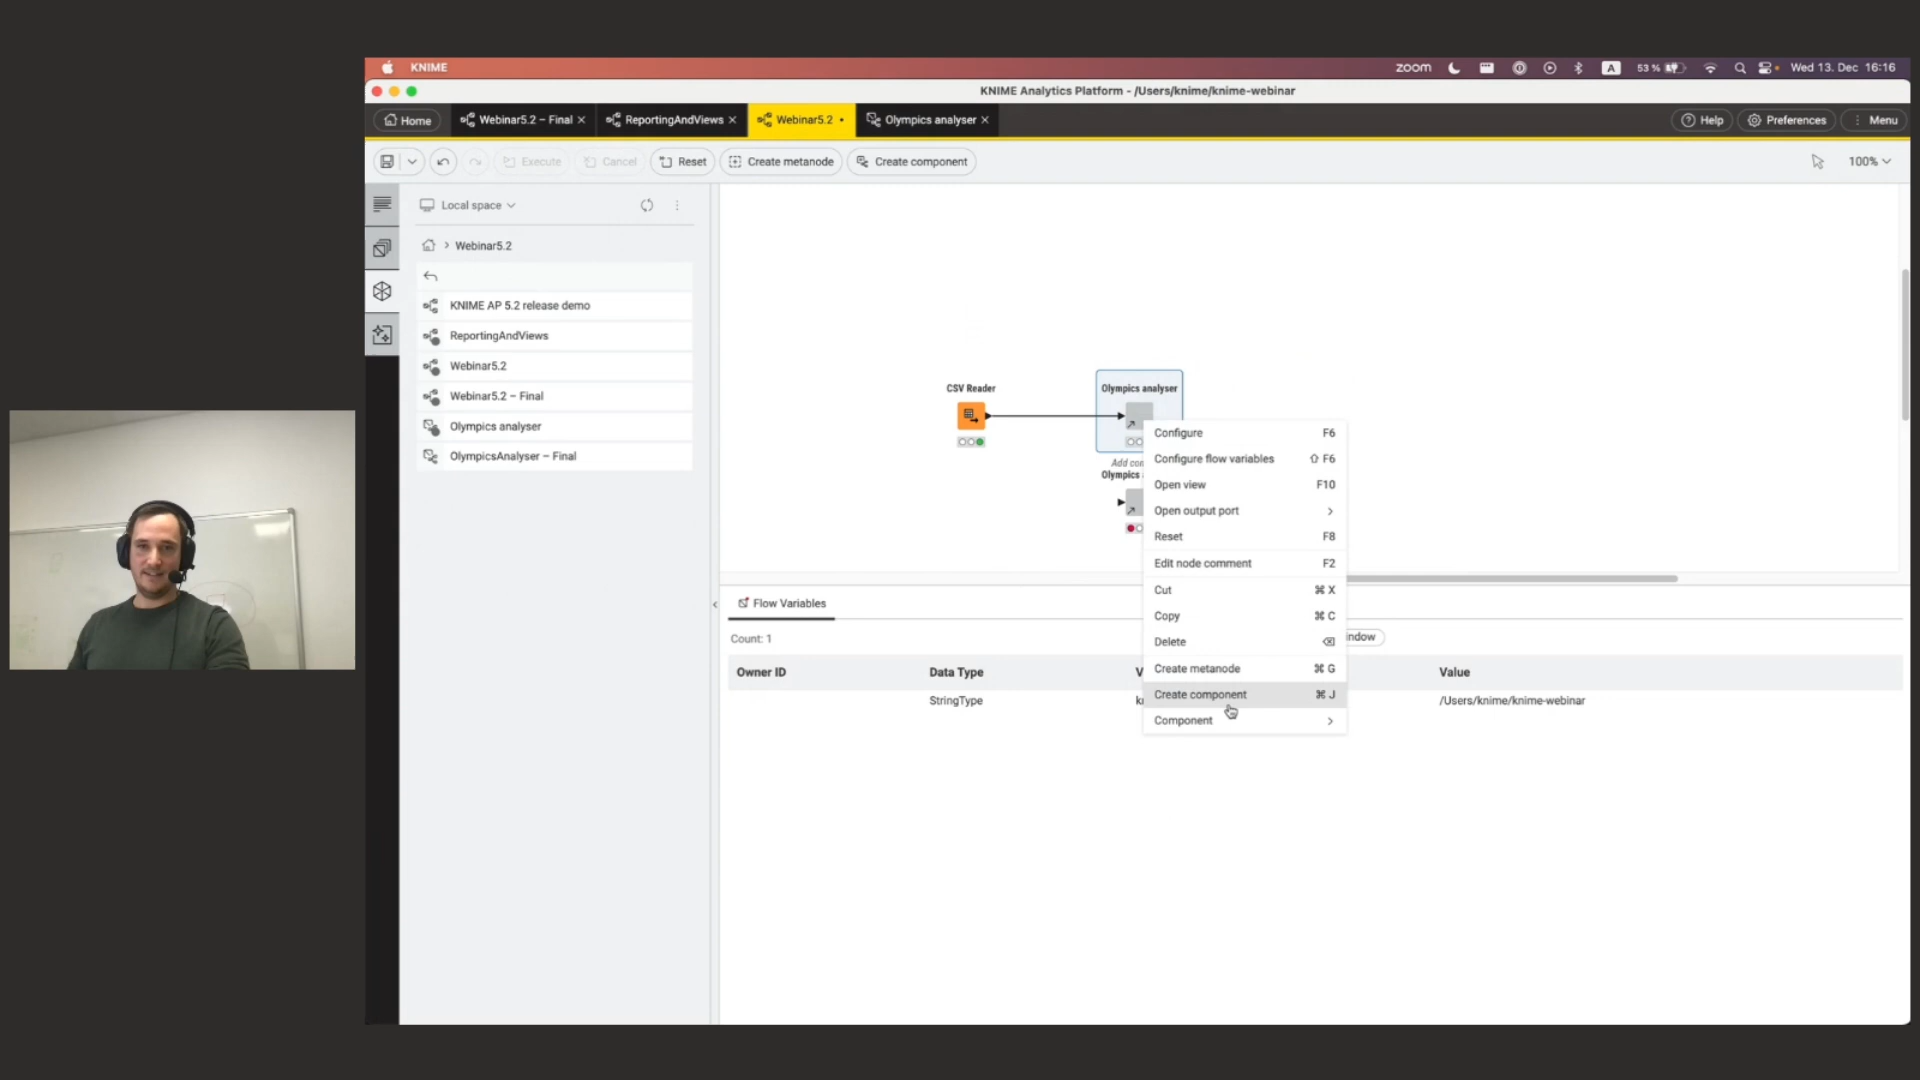 KNIME
zoom
A
53 %
Wed 13. Dec 16:16
KNIME Analytics Platform - /Users/knime/knime-webinar
Home
Webinar5.2 – Final
ReportingAndViews
Webinar5.2
Olympics analyser
Help
Preferences
Menu
Execute
Cancel
Reset
Create metanode
Create component
100%
Local space
Webinar5.2
KNIME AP 5.2 release demo
ReportingAndViews
Webinar5.2
Webinar5.2 – Final
Olympics analyser
OlympicsAnalyser – Final
CSV Reader
Olympics analyser
Add
Olympics
Configure F6
Configure flow variables ⇧ F6
Open view F10
Open output port
Reset F8
Edit node comment F2
Cut ⌘ X
Copy ⌘ C
Delete ⌫
Create metanode ⌘ G
Create component ⌘ J
Component
Flow Variables
Count: 1
Owner ID Data Type Value
StringType /Users/knime/knime-webinar